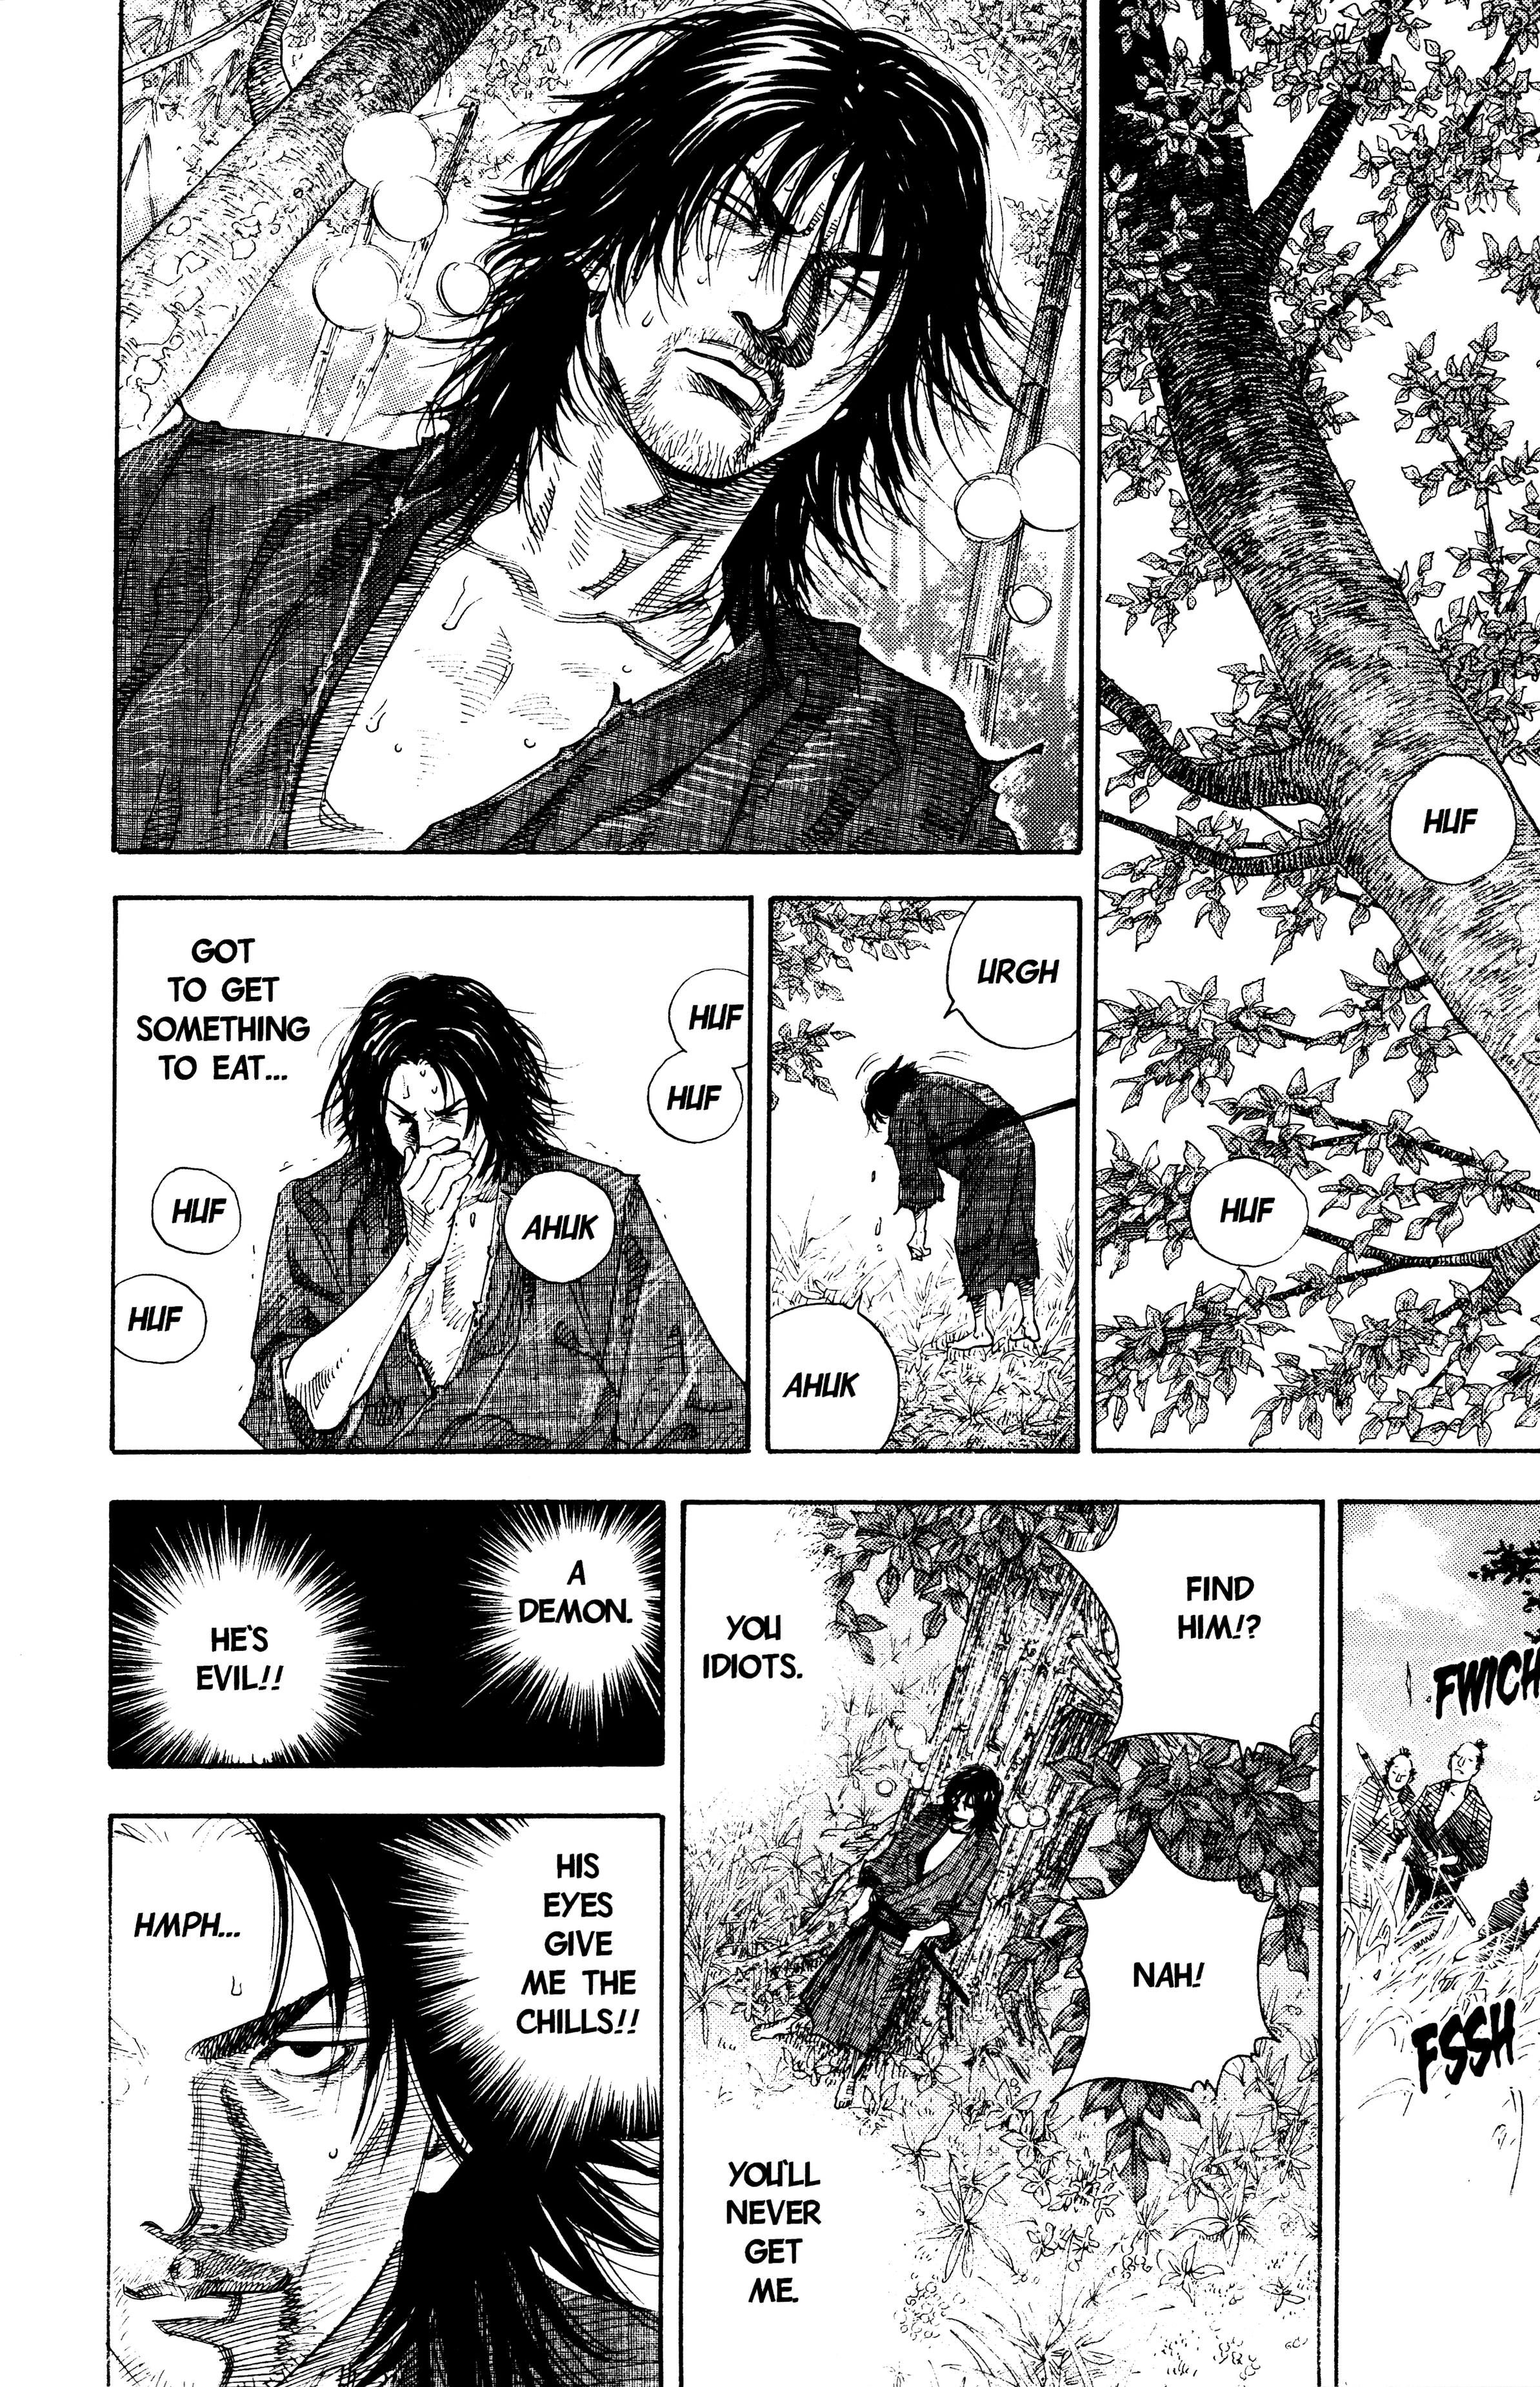 HUF
HUF
URGH
AHUK
HUF
HUF
AHUK
GOT
TO GET
SOMETHING
TO EAT...
HUF
HUF
FSSH
FIND
HIM!?
NAH!
YOU
IDIOTS.
YOU'LL
NEVER
GET
ME.
A
DEMON.
HE'S
EVIL!!
HIS
EYES
GIVE
ME THE
CHILLS!!
HMPH...